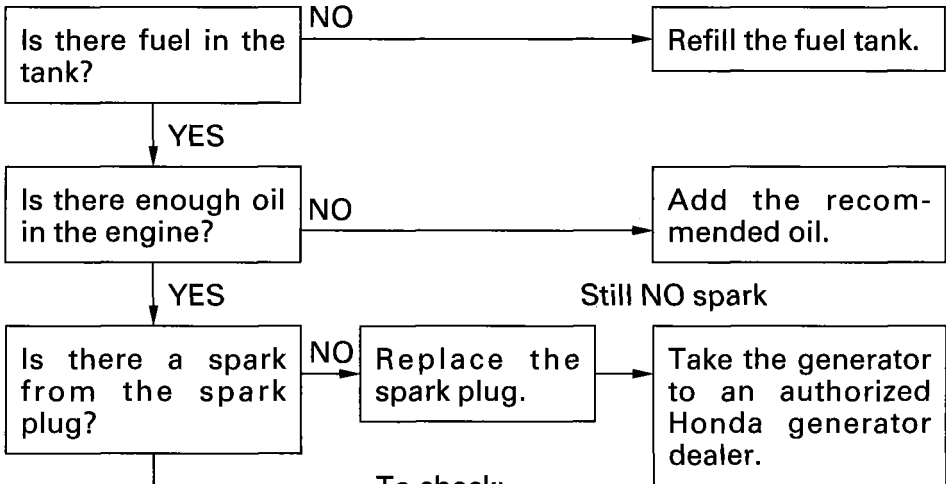 Is there fuel in the
tank?
NO
Refill the fuel tank.
YES
Is there enough oil
in the engine?
NO
Add the recom-
mended oil.
YES
Still NO spark
Is there a spark
from the spark
plug?
NO
Replace the
spark plug.
Take the generator
to an authorized
Honda generator
dealer.
To check: